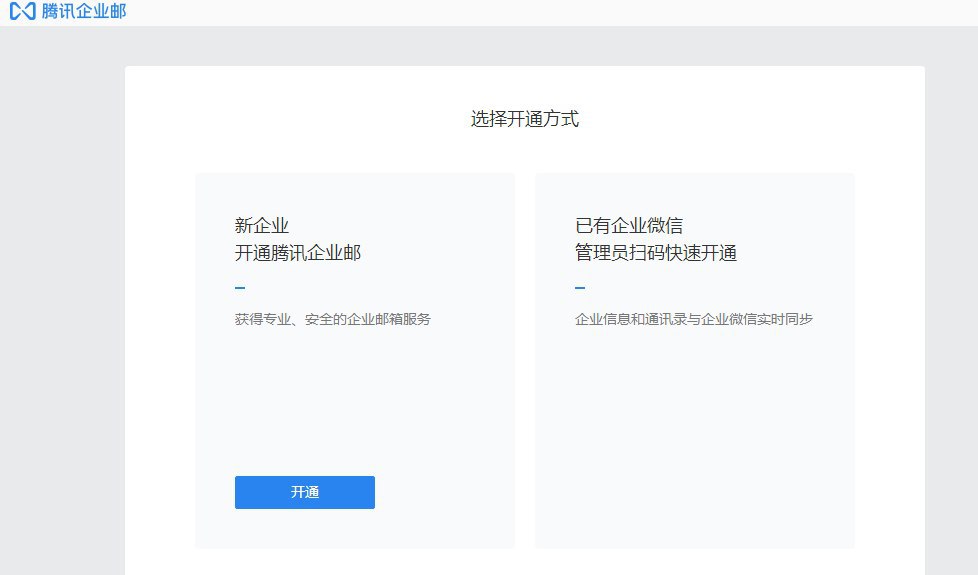 腾讯企业邮
选择开通方式
新企业
开通腾讯企业邮
获得专业、安全的企业邮箱服务
开通
已有企业微信
管理员扫码快速开通
企业信息和通讯录与企业微信实时同步